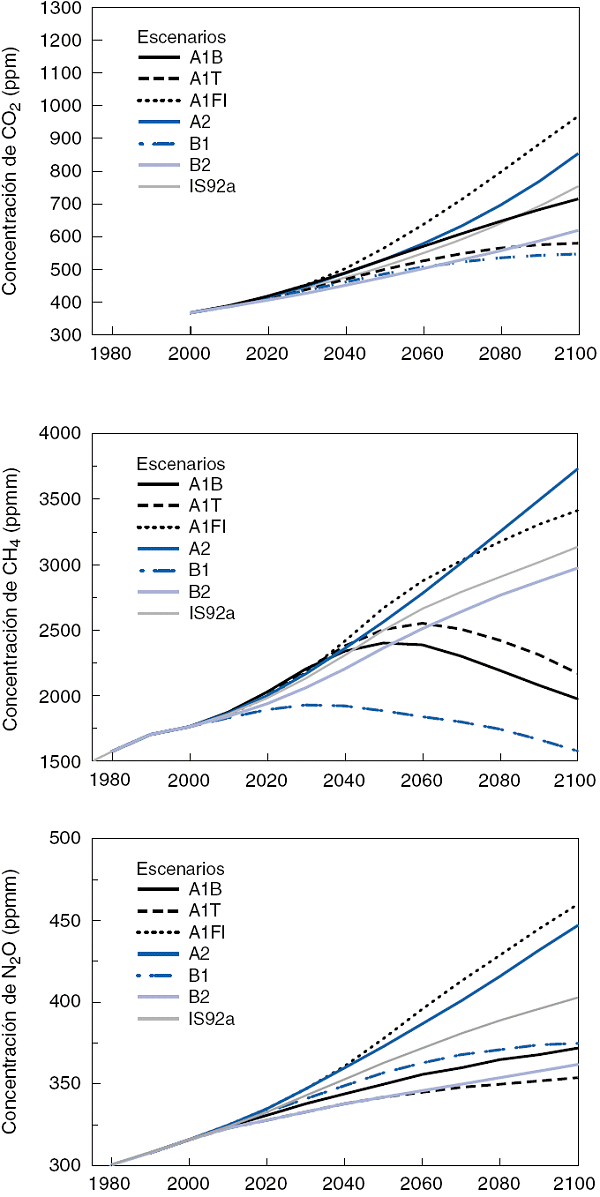 Concentración de CO2 (ppm)
1300
1200
1100
1000
900
800
700
600
500
400
300
Escenarios
A1B
A1T
A1FI
A2
B1
B2
IS92a
1980 2000 2020 2040 2060 2080 2100
Concentración de CH4 (ppmm)
4000
3500
3000
2500
2000
1500
Escenarios
A1B
A1T
A1FI
A2
B1
B2
IS92a
1980 2000 2020 2040 2060 2080 2100
Concentración de N2O (ppmm)
500
450
400
350
300
Escenarios
A1B
A1T
A1FI
A2
B1
B2
IS92a
1980 2000 2020 2040 2060 2080 2100